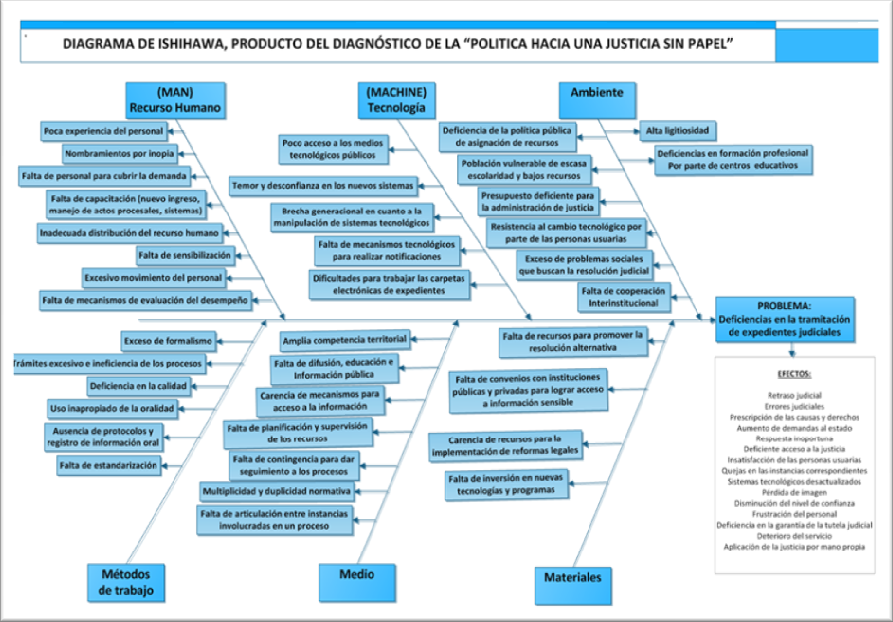 DIAGRAMA DE ISHIHAWA, PRODUCTO DEL DIAGNÓSTICO DE LA “POLITICA HACIA UNA JUSTICIA SIN PAPEL”
(MAN)
Recurso Humano
Poca experiencia del personal
Nombramientos por inopia
Falta de personal para cubrir la demanda
Falta de capacitación (nuevo ingreso,
manejo de actos procesales, sistemas)
Inadecuada distribución del recurso humano
Falta de sensibilización
Excesivo movimiento del personal
Falta de mecanismos de evaluación del desempeño
(MACHINE)
Tecnología
Poco acceso a los medios
tecnológicos públicos
Temor y desconfianza en los nuevos sistemas
Brecha generacional en cuanto a la
manipulación de sistemas tecnológicos
Falta de mecanismos tecnológicos
para realizar notificaciones
Dificultades para trabajar las carpetas
electrónicas de expedientes
Ambiente
Deficiencia de la política pública
de asignación de recursos
Población vulnerable de escasa
escolaridad y bajos recursos
Presupuesto deficiente para
la administración de justicia
Resistencia al cambio tecnológico por
parte de las personas usuarias
Exceso de problemas sociales
que buscan la resolución judicial
Falta de cooperación
Interinstitucional
Alta ligitiosidad
Deficiencias en formación profesional
Por parte de centros educativos
PROBLEMA:
Deficiencias en la tramitación
de expedientes judiciales
Exceso de formalismo
Trámites excesivo e ineficiencia de los procesos
Deficiencia en la calidad
Uso inapropiado de la oralidad
Ausencia de protocolos y
registro de información oral
Falta de estandarización
Métodos
de trabajo
Amplia competencia territorial
Falta de difusión, educación e
Información pública
Carencia de mecanismos para
acceso a la información
Falta de planificación y supervisión
de los recursos
Falta de contingencia para dar
seguimiento a los procesos
Multiplicidad y duplicidad normativa
Falta de articulación entre instancias
involucradas en un proceso
Medio
Falta de recursos para promover la
resolución alternativa
Falta de convenios con instituciones
públicas y privadas para lograr acceso
a información sensible
Carencia de recursos para la
implementación de reformas legales
Falta de inversión en nuevas
tecnologías y programas
Materiales
EFECTOS:
Retraso judicial
Errores judiciales
Prescripción de las causas y derechos
Aumento de demandas al estado
Respuesta inoportuna
Deficiente acceso a la justicia
Insatisfacción de las personas usuarias
Quejas en las instancias correspondientes
Sistemas tecnológicos desactualizados
Pérdida de imagen
Disminución del nivel de confianza
Frustración del personal
Deficiencia en la garantía de la tutela judicial
Deterioro del servicio
Aplicación de la justicia por mano propia